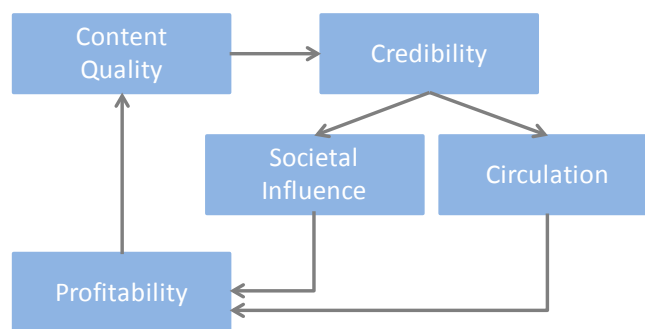 Content
Quality
Credibility
Societal
Influence
Circulation
Profitability